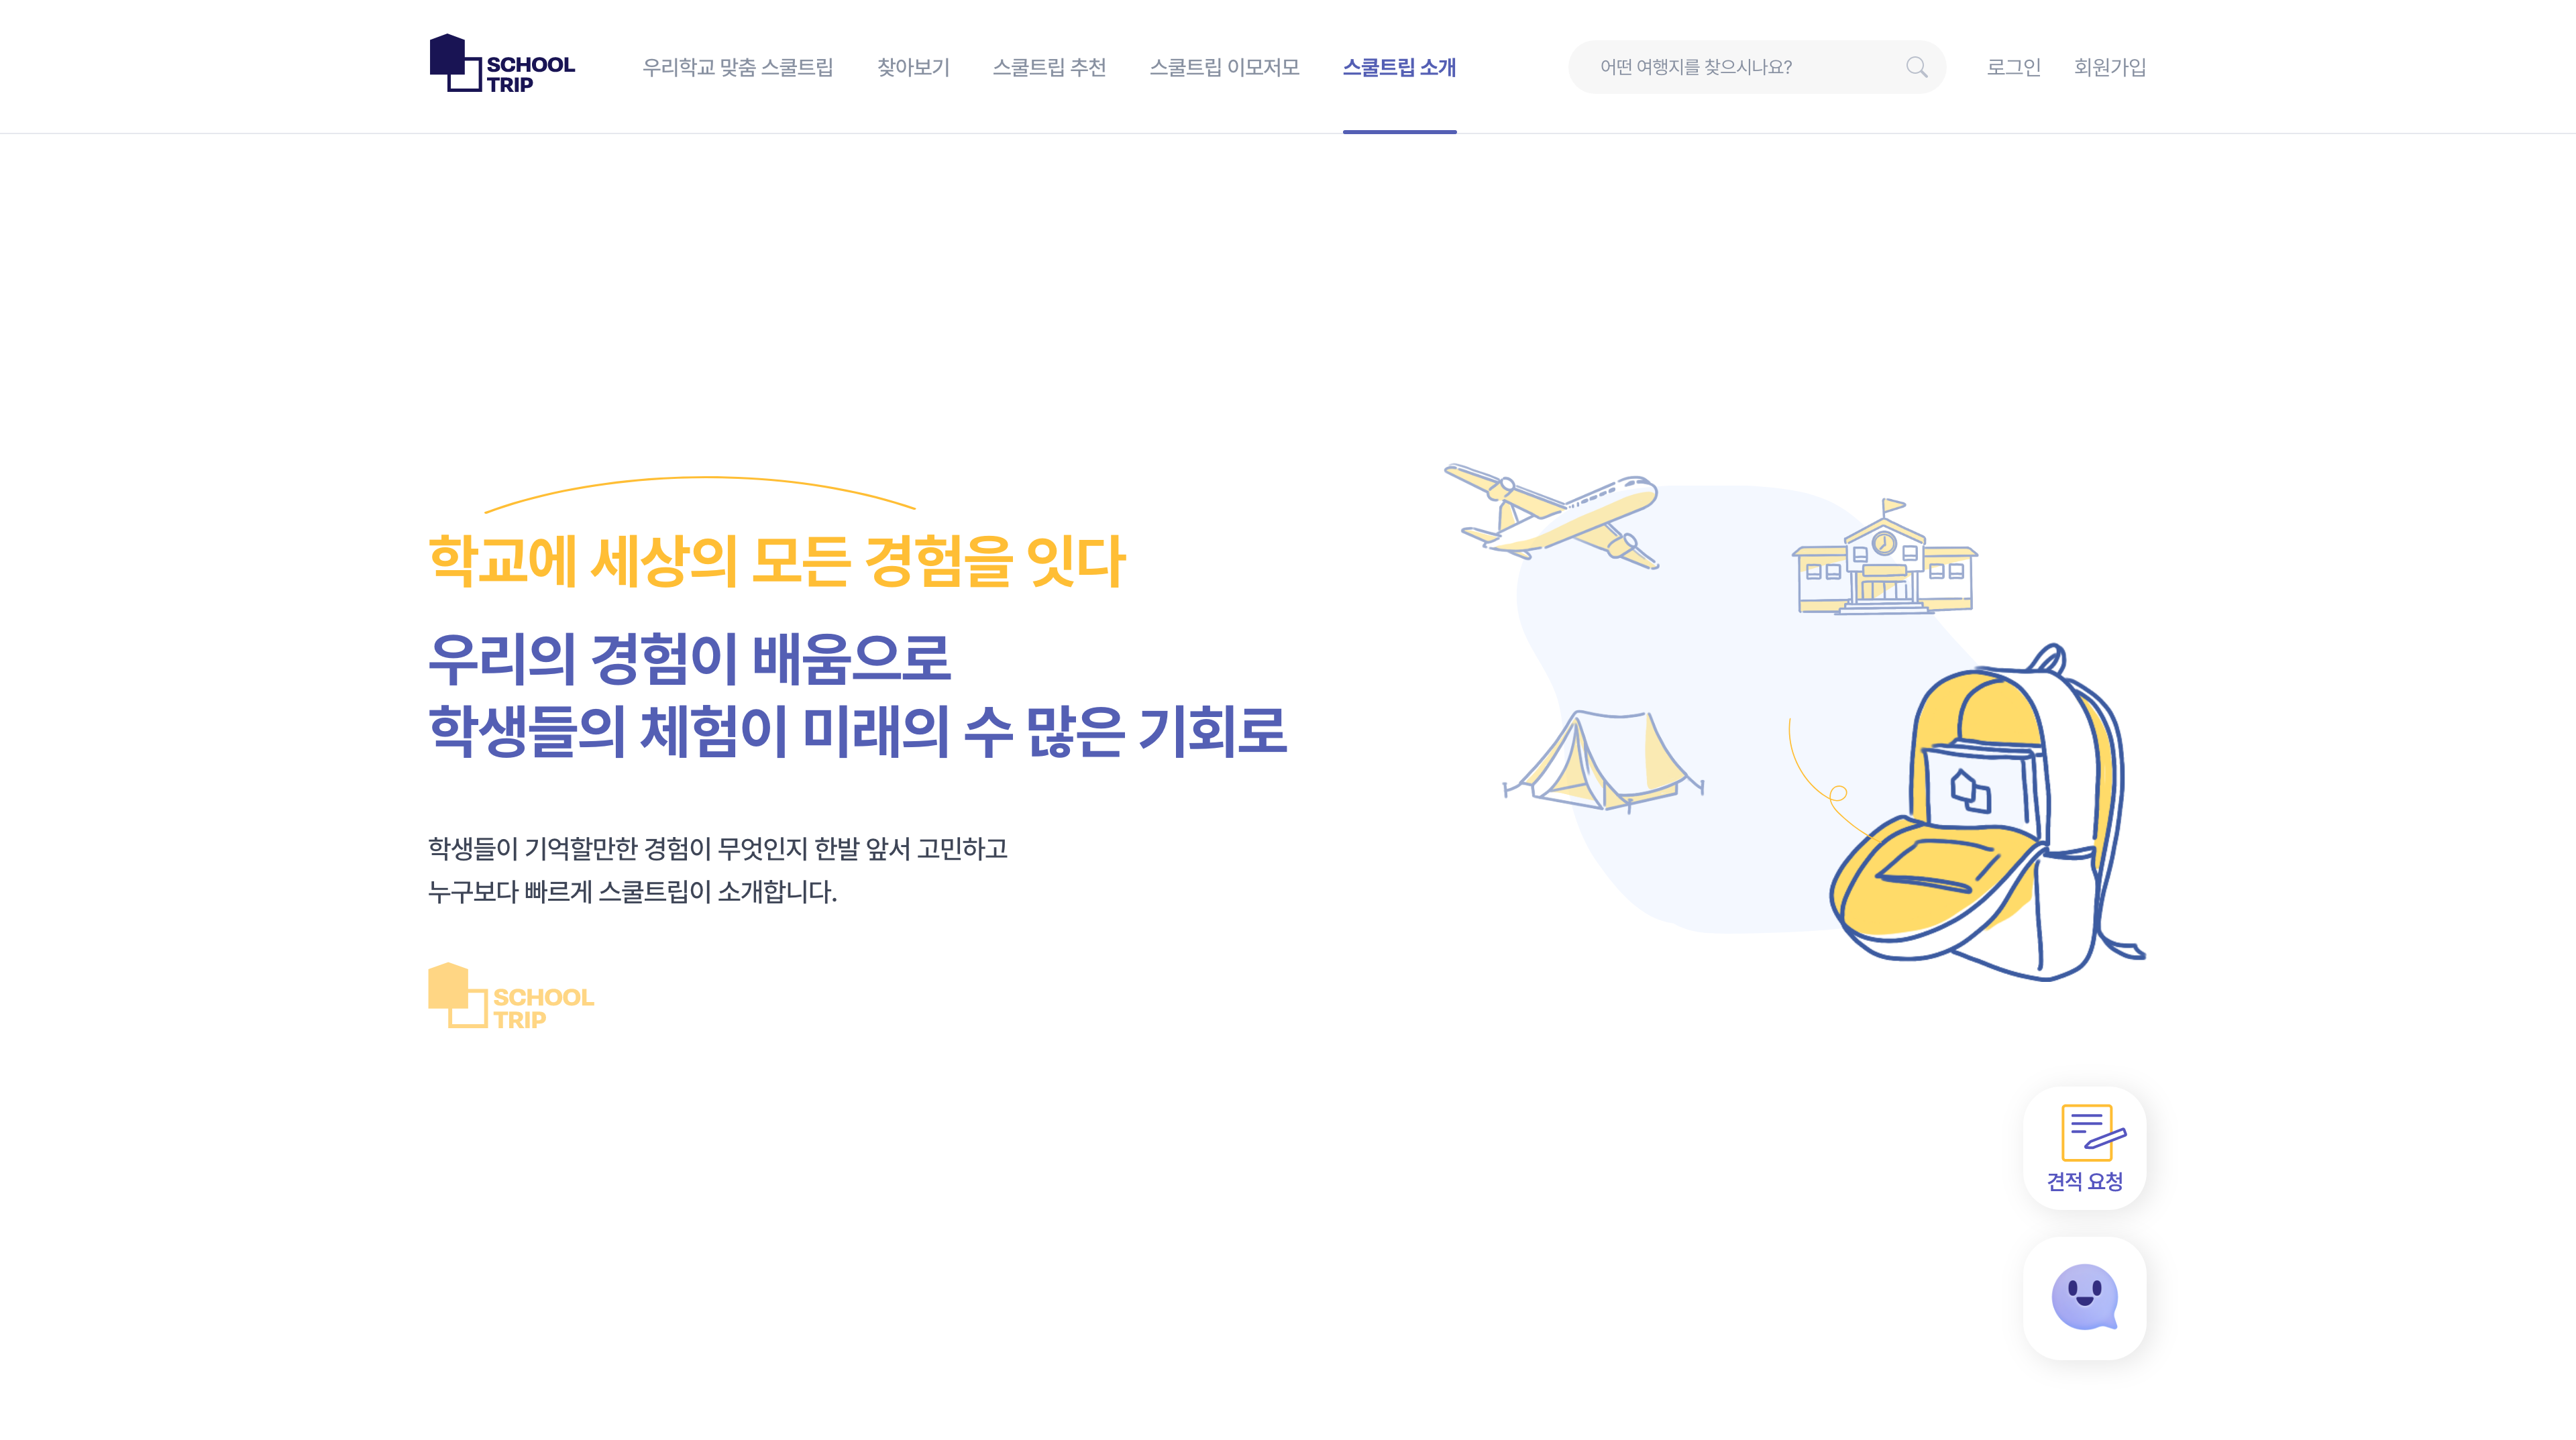 SCHOOL
TRIP
우리학교 맞춤 스쿨트립 찾아보기 스쿨트립 추천 스쿨트립 이모저모 스쿨트립 소개 어떤 여행지를 찾으시나요? 로그인 회원가입
학교에 세상의 모든 경험을 잇다
우리의 경험이 배움으로
학생들의 체험이 미래의 수 많은 기회로
학생들이 기억할만한 경험이 무엇인지 한발 앞서 고민하고
누구보다 빠르게 스쿨트립이 소개합니다.
SCHOOL
TRIP
견적 요청